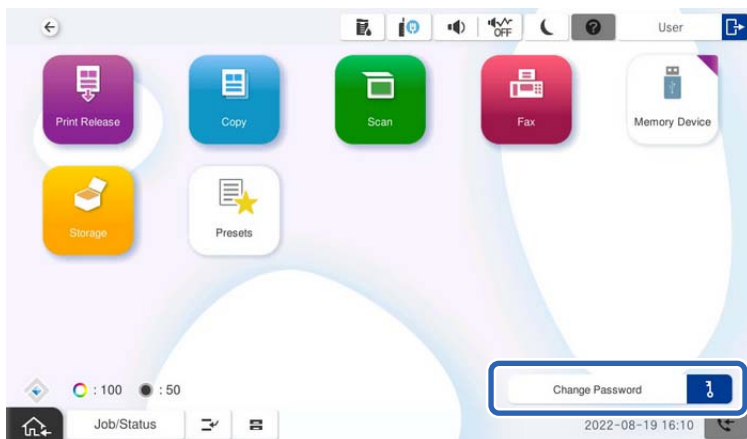 OFF
User
Print Release
Copy
Scan
Fax
Memory Device
Storage
Presets
: 100
: 50
Change Password
Job/Status
2022-08-19 16:10